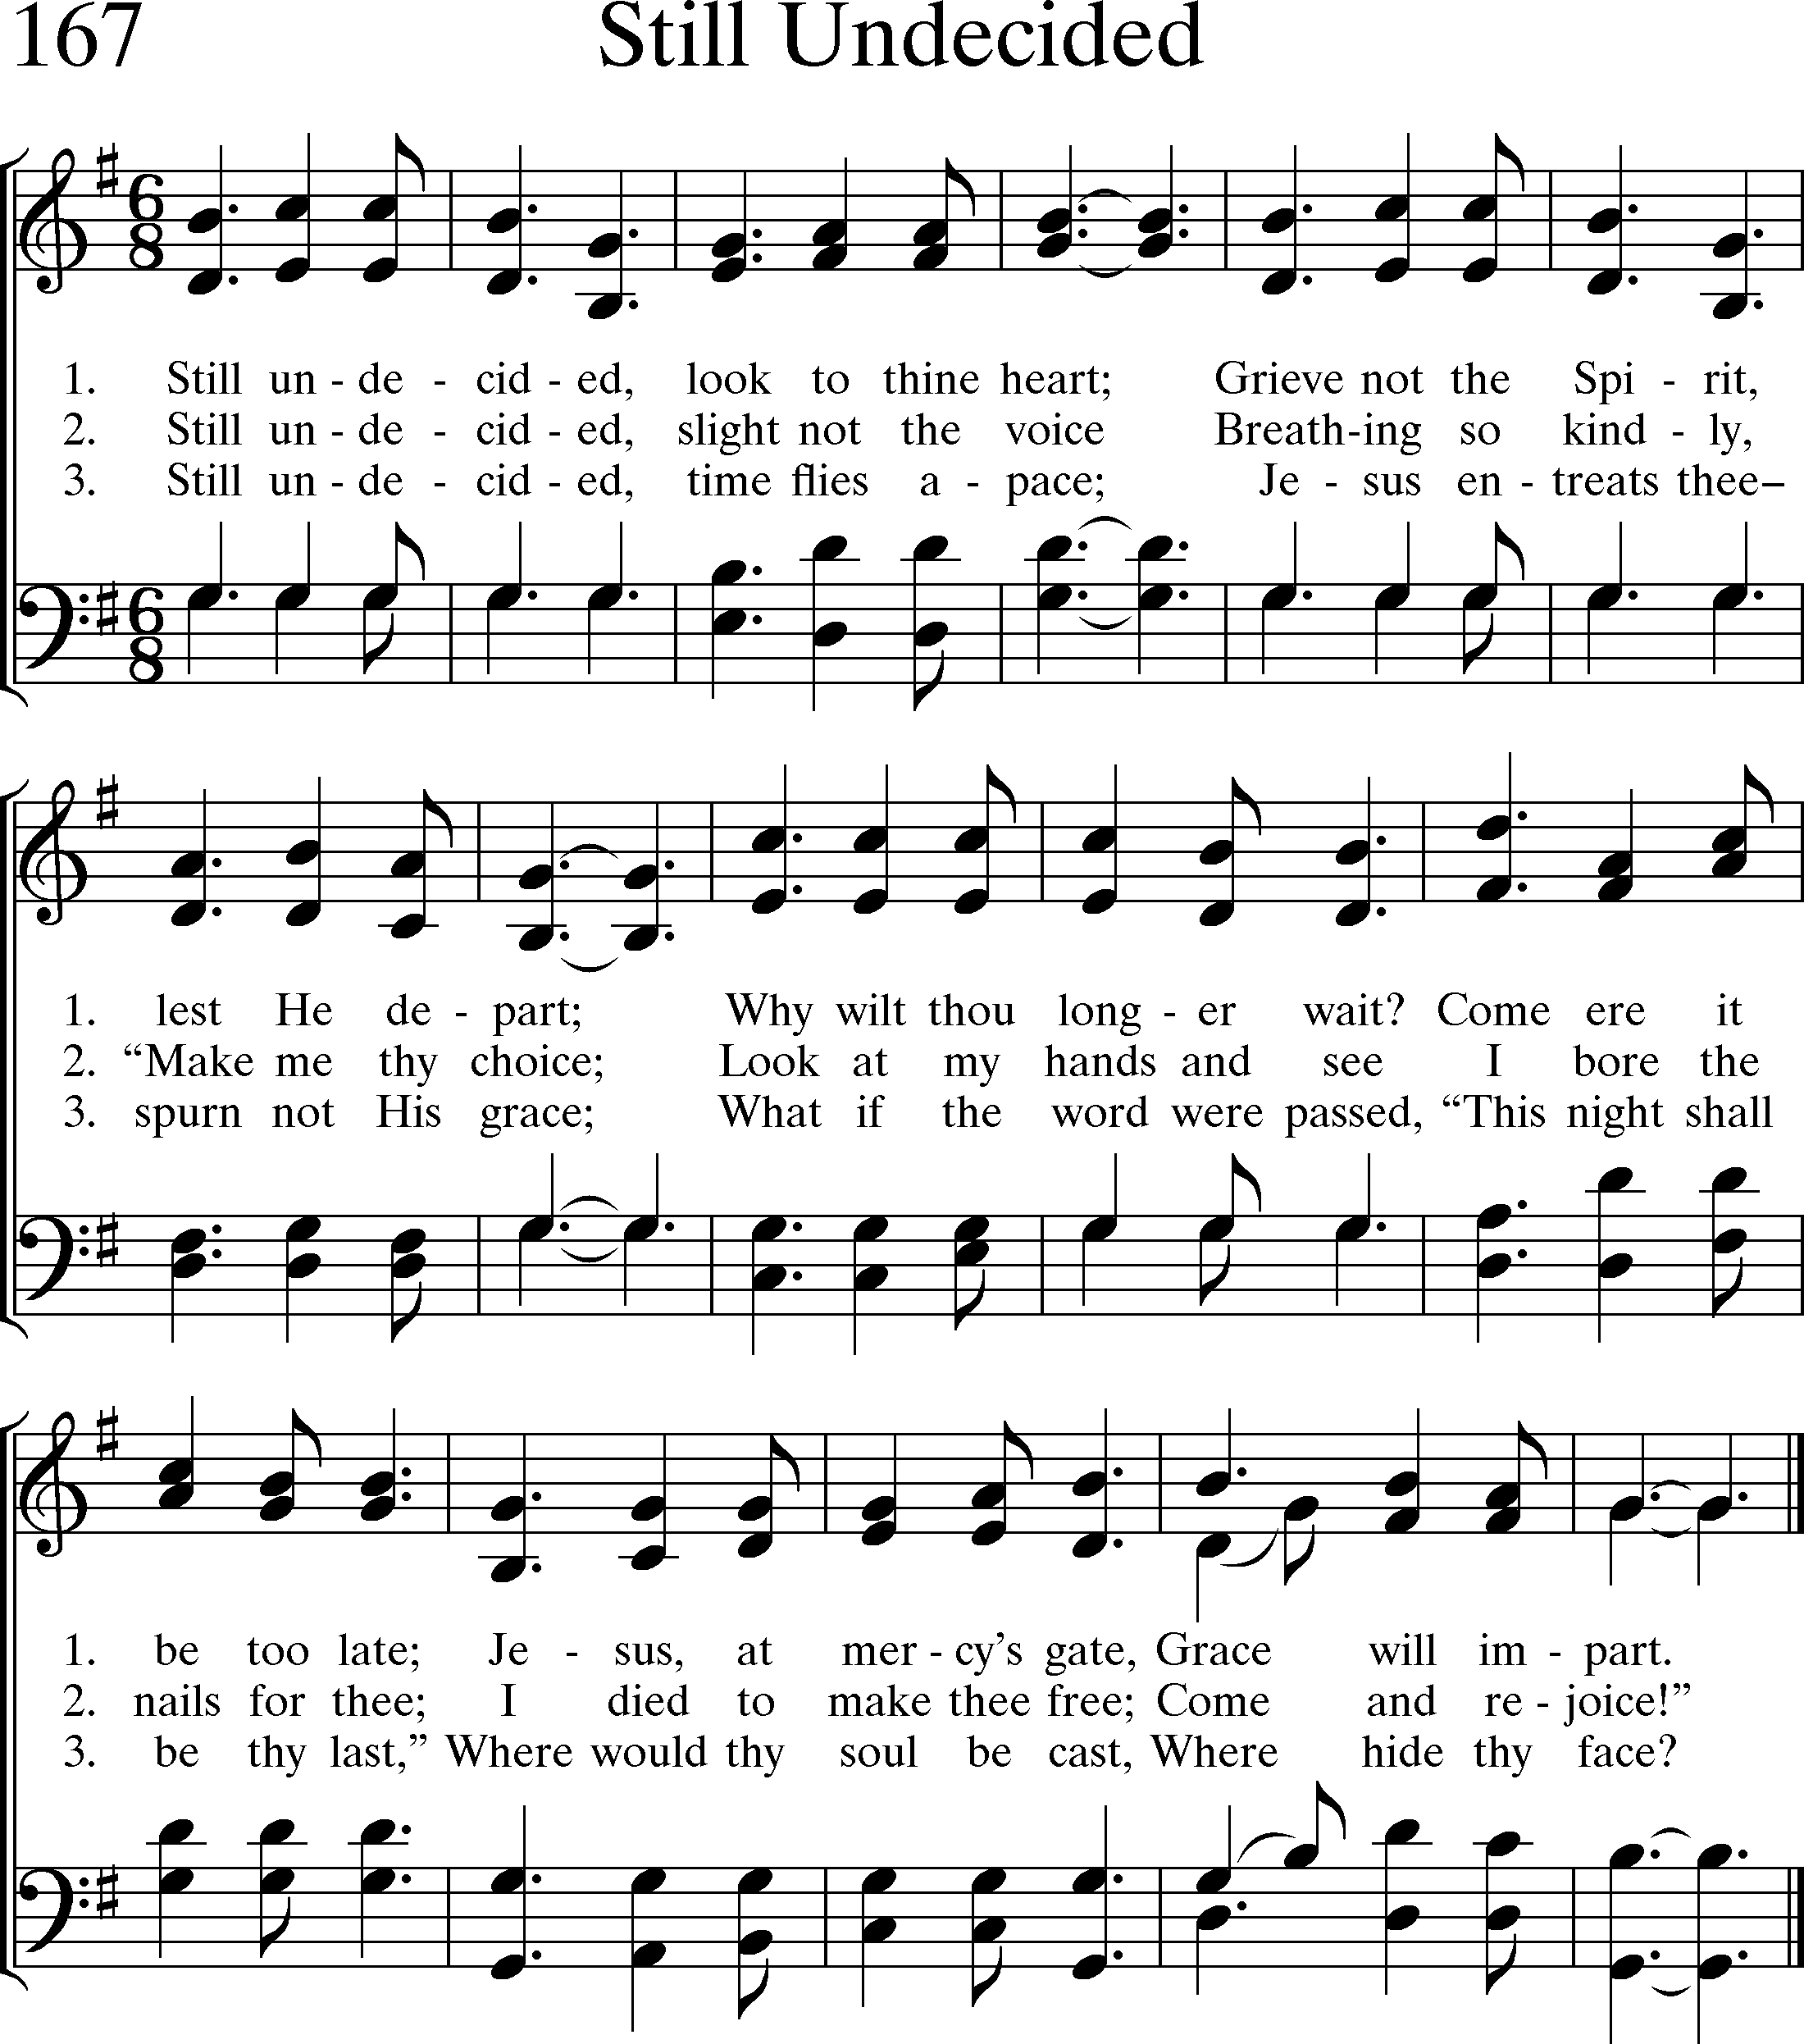 167 Still Undecided
6 8
1. Still un - de - cid - ed, look to thine heart; Grieve not the Spi - rit,
2. Still un - de - cid - ed, slight not the voice Breath-ing so kind - ly,
3. Still un - de - cid - ed, time flies a - pace; Je - sus en - treats thee–
6 8
1. lest He de - part; Why wilt thou long - er wait? Come ere it
2. “Make me thy choice; Look at my hands and see I bore the
3. spurn not His grace; What if the word were passed, “This night shall
1. be too late; Je - sus, at mer - cy’s gate, Grace will im - part.
2. nails for thee; I died to make thee free; Come and re - joice!”
3. be thy last,” Where would thy soul be cast, Where hide thy face?